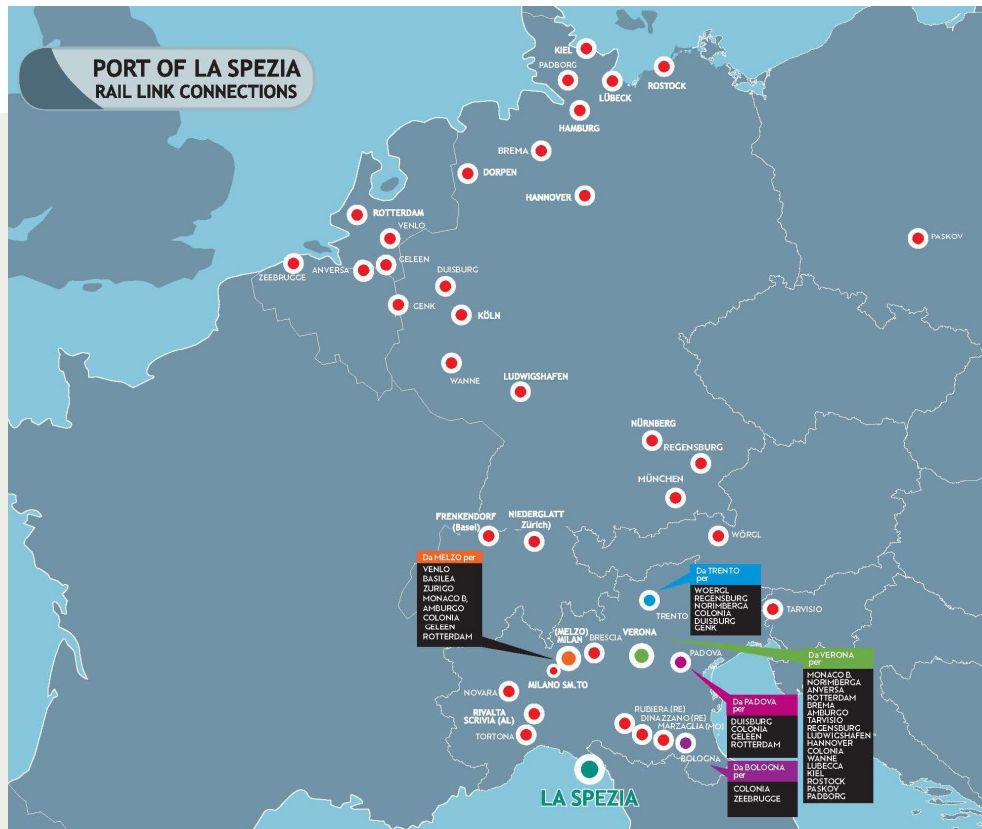 PORT OF LA SPEZIA
RAIL LINK CONNECTIONS
KIEL
PADBORG
LÜBECK
ROSTOCK
HAMBURG
BREMA
DORPEN
HANNOVER
ROTTERDAM
VENLO
PASKOV
ZEEBRUGGE
ANVERSA
GELEEN
DUISBURG
GENK
KÖLN
WANNE
LUDWIGSHAFEN
NÜRNBERG
REGENSBURG
MÜNCHEN
FRENKENDORF
(Basel)
NIEDERGLATT
Zürich)
WÖRGL
Da MELZO per
VENLO
BASILEA
ZURIGO
MONACO B,
AMBURGO
COLONIA
GELEEN
ROTTERDAM
Da TRENTO
per
WOERGL
REGENSBURG
NORIMBERGA
COLONIA
DUISBURG
GENK
TRENTO
TARVISIO
(MELZO)
MILAN
BRESCIA
VERONA
PADOVA
MILANO SM.TO
NOVARA
RIVALTA
SCRIVIA (AL)
TORTONA
RUBIERA (RE)
DINAZZANO (RE)
MARZAGLIA (MO)
BOLOGNA
LA SPEZIA
Da PADOVA
per
DUISBURG
COLONIA
GELEEN
ROTTERDAM
Da BOLOGNA
per
COLONIA
ZEEBRUGGE
Da VERONA
per
MONACO B.
NORIMBERGA
ANVERSA
ROTTERDAM
BREMA
AMBURGO
TARVISIO
REGENSBURG
LUDWIGSHAFEN
HANNOVER
COLONIA
WANNE
LUBECCA
KIEL
ROSTOCK
PASKOV
PADBORG